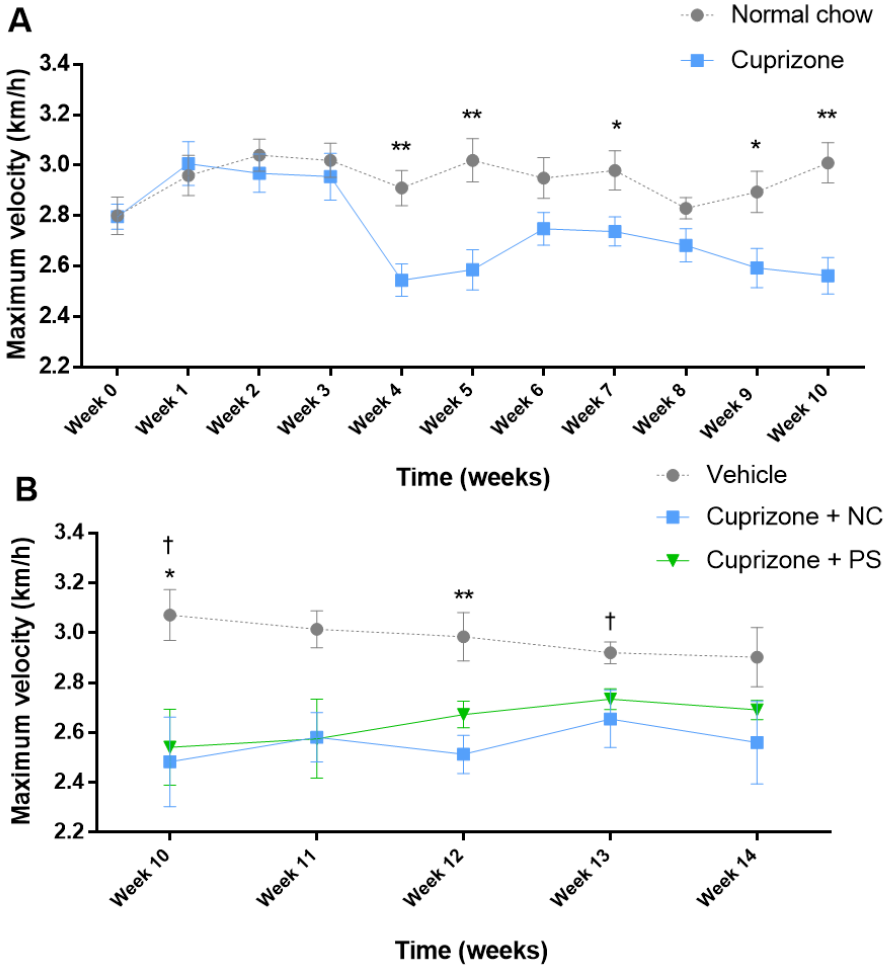 A
Normal chow
Cuprizone
Maximum velocity (km/h)
3.4
3.2
3.0
2.8
2.6
2.4
2.2
** ** * * **
Week 0 Week 1 Week 2 Week 3 Week 4 Week 5 Week 6 Week 7 Week 8 Week 9 Week 10
Time (weeks)
B
Vehicle
Cuprizone + NC
Cuprizone + PS
Maximum velocity (km/h)
3.4
3.2
3.0
2.8
2.6
2.4
2.2
†
* ** †
Week 10 Week 11 Week 12 Week 13 Week 14
Time (weeks)